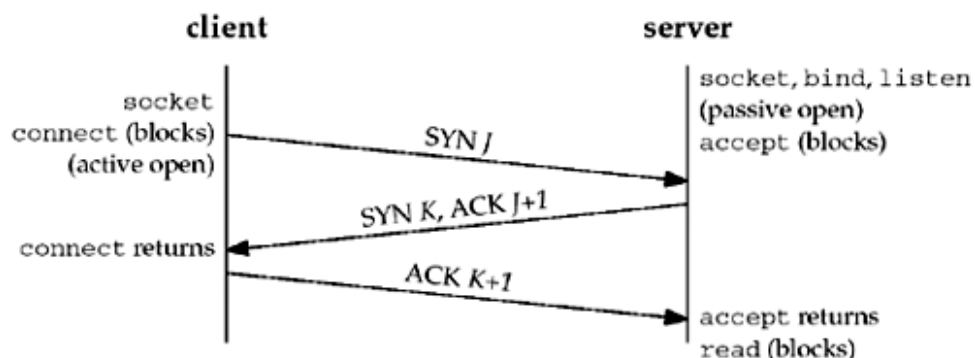 client
server
socket
connect (blocks)
(active open)
socket, bind, listen
(passive open)
accept (blocks)
SYN J
SYN K, ACK J+1
connect returns
ACK K+1
accept returns
read (blocks)